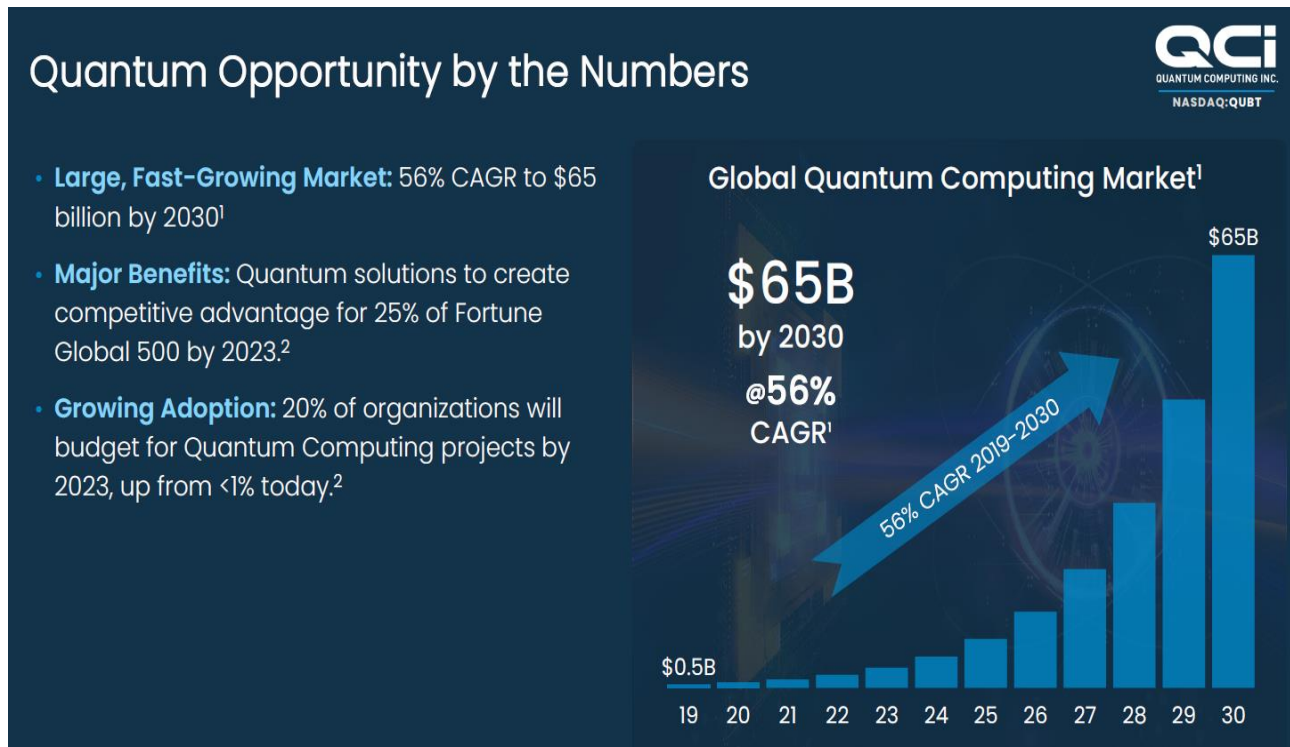 Quantum Opportunity by the Numbers
QCi
QUANTUM COMPUTING INC.
NASDAQ:QUBT
• Large, Fast-Growing Market: 56% CAGR to $65
billion by 2030¹
• Major Benefits: Quantum solutions to create
competitive advantage for 25% of Fortune
Global 500 by 2023.²
• Growing Adoption: 20% of organizations will
budget for Quantum Computing projects by
2023, up from <1% today.²
Global Quantum Computing Market¹
$65B
by 2030
@56%
CAGR¹
56% CAGR 2019-2030
$65B
$0.5B
19 20 21 22 23 24 25 26 27 28 29 30